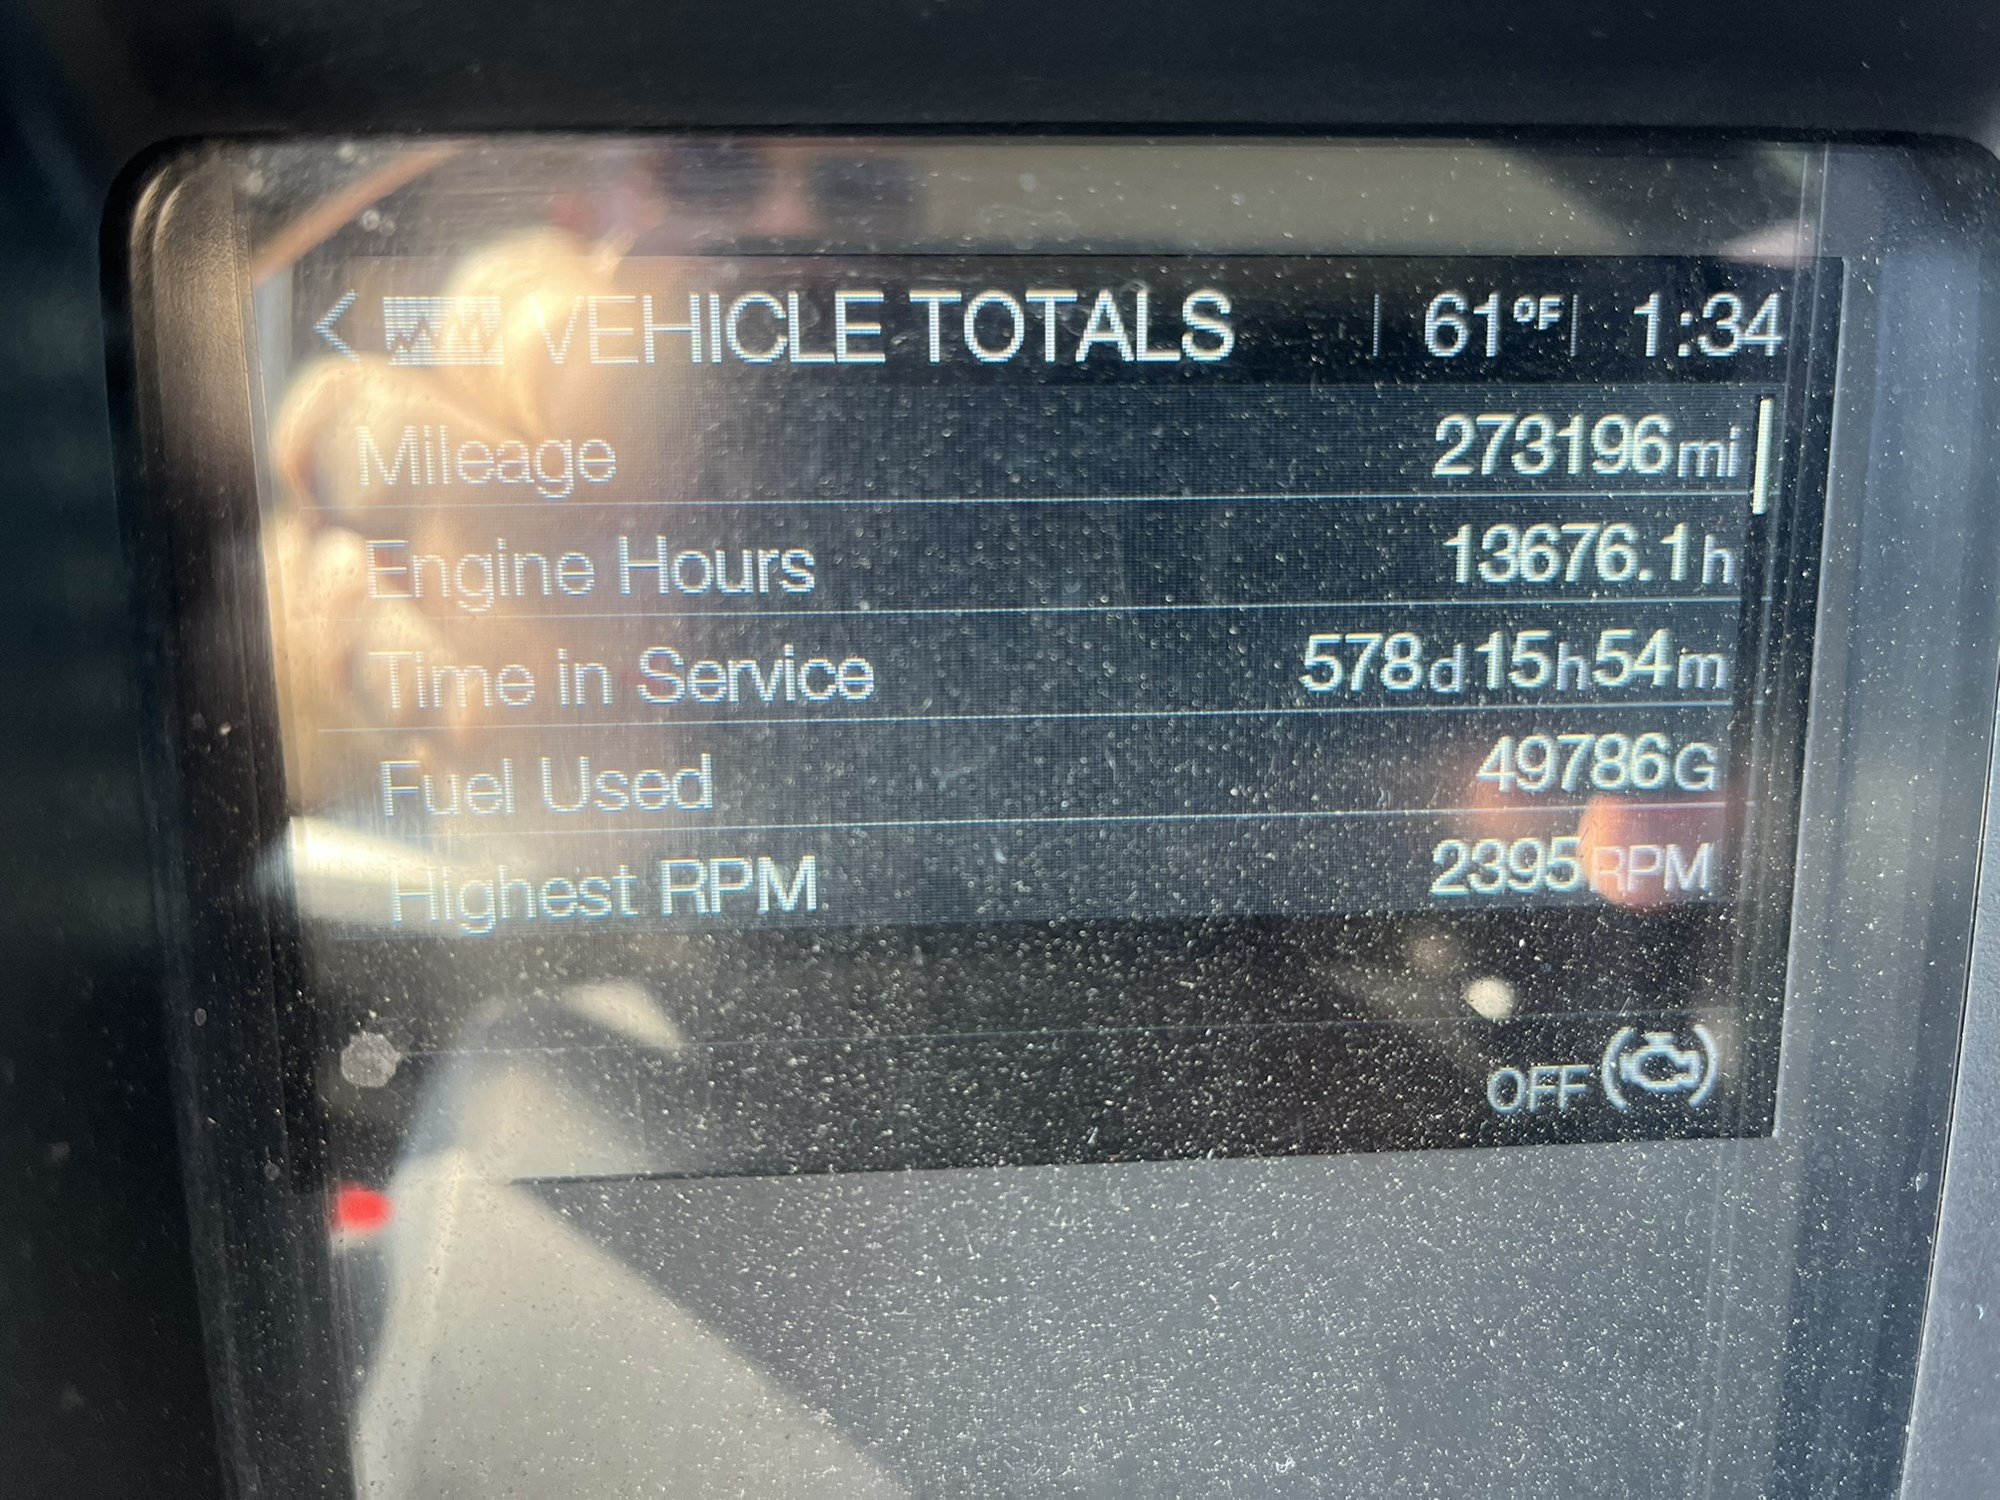 VEHICLE TOTALS | 61°F | 1:34
Mileage 273196mi
Engine Hours 13676.1h
Time in Service 578d15h54m
Fuel Used 49786G
Highest RPM 2395RPM
OFF